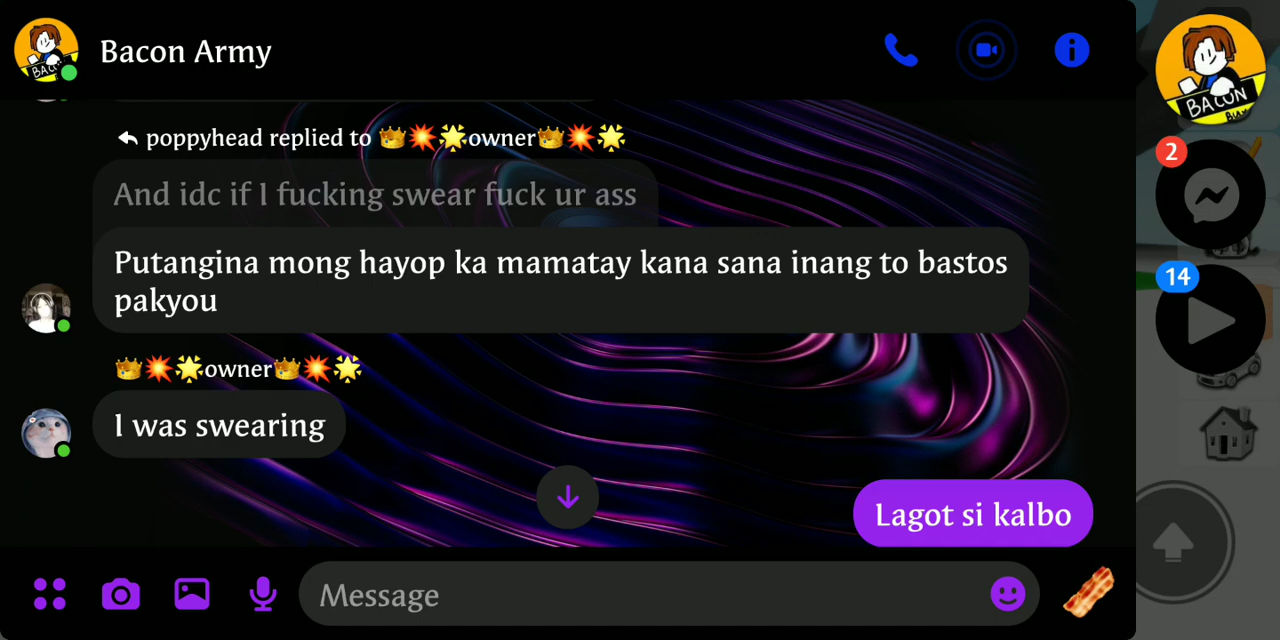 Bacon Army
poppyhead replied to 👑💥🌟owner👑💥🌟
And idc if I fucking swear fuck ur ass
Putangina mong hayop ka mamatay kana sana inang to bastos
pakyou
👑💥🌟owner👑💥🌟
I was swearing
Lagot si kalbo
Message
BACON
2
14